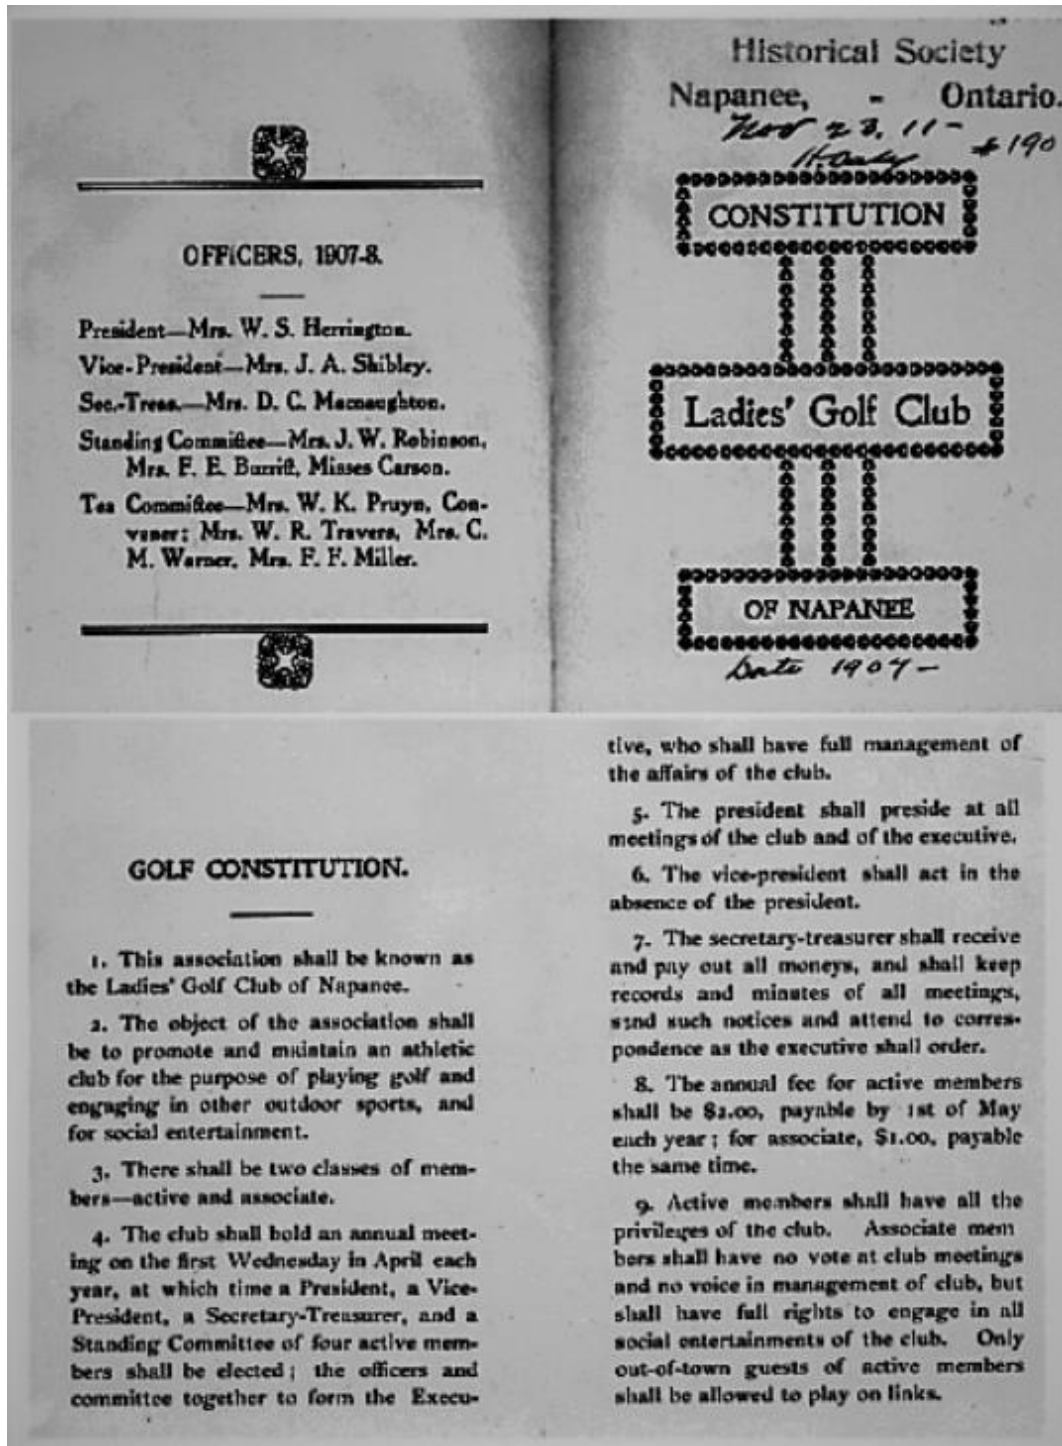 OFFICERS, 1907-8.
President—Mrs. W. S. Herrington.
Vice-President—Mrs. J. A. Shibley.
Sec.-Treas.—Mrs. D. C. Macnaughton.
Standing Committee—Mrs. J. W. Robinson,
Mrs. F. E. Burritt, Misses Carson.
Tea Committee—Mrs. W. K. Pruyn, Con-
vener; Mrs. W. R. Travers, Mrs. C.
M. Warner, Mrs. F. F. Miller.
Historical Society
Napanee, - Ontario.
Nov 23, 11-
$190
CONSTITUTION
Ladies' Golf Club
OF NAPANEE
Date 1907-
GOLF CONSTITUTION.
1. This association shall be known as
the Ladies' Golf Club of Napanee.
2. The object of the association shall
be to promote and maintain an athletic
club for the purpose of playing golf and
engaging in other outdoor sports, and
for social entertainment.
3. There shall be two classes of mem-
bers—active and associate.
4. The club shall hold an annual meet-
ing on the first Wednesday in April each
year, at which time a President, a Vice-
President, a Secretary-Treasurer, and a
Standing Committee of four active mem-
bers shall be elected; the officers and
committee together to form the Execu-
tive, who shall have full management of
the affairs of the club.
5. The president shall preside at all
meetings of the club and of the executive.
6. The vice-president shall act in the
absence of the president.
7. The secretary-treasurer shall receive
and pay out all moneys, and shall keep
records and minutes of all meetings,
send such notices and attend to corres-
pondence as the executive shall order.
8. The annual fee for active members
shall be $2.00, payable by 1st of May
each year; for associate, $1.00, payable
the same time.
9. Active members shall have all the
privileges of the club. Associate mem
bers shall have no vote at club meetings
and no voice in management of club, but
shall have full rights to engage in all
social entertainments of the club. Only
out-of-town guests of active members
shall be allowed to play on links.